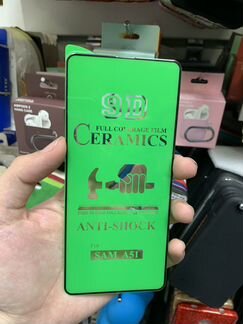 9D
FULL COVERAGE FILM
CERAMICS
ANTI-SHOCK
For
SAM A51